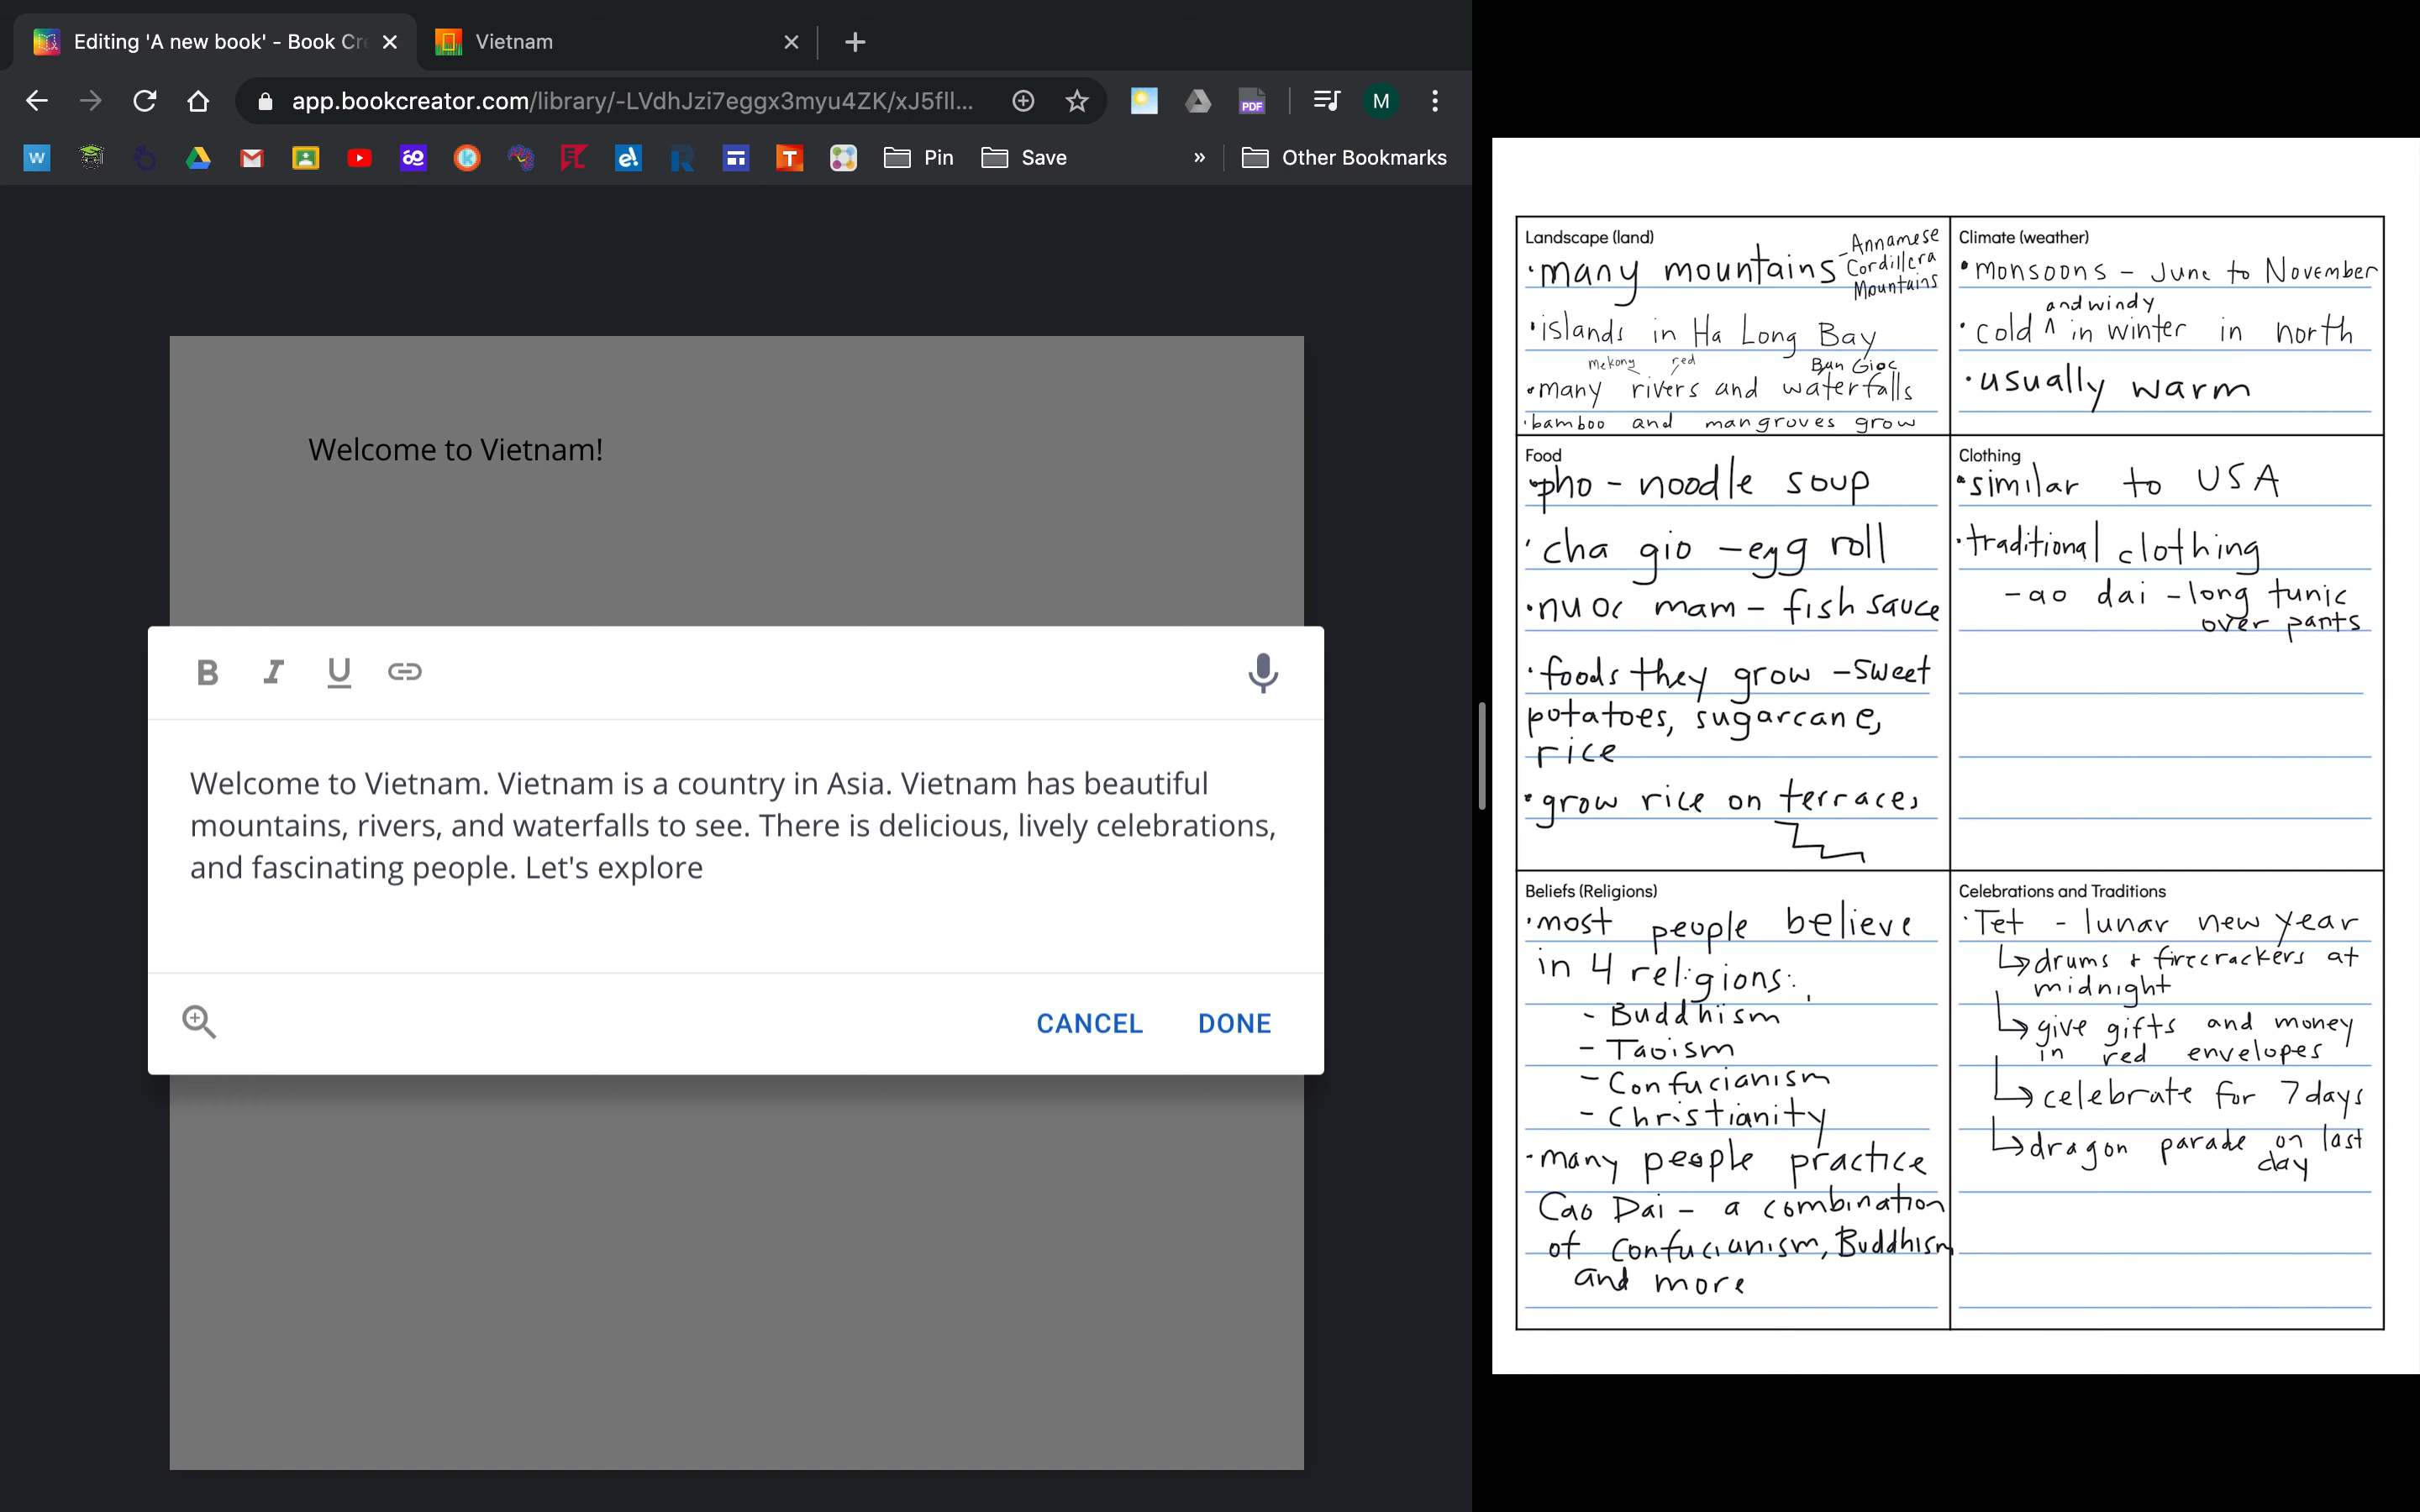 Editing 'A new book' - Book Cre
Vietnam
app.bookcreator.com/library/-LVdhJzi7eggx3myu4ZK/xJ5fII...
PDF
M
Pin
Save
»
Other Bookmarks
Welcome to Vietnam!
B I U
Welcome to Vietnam. Vietnam is a country in Asia. Vietnam has beautiful
mountains, rivers, and waterfalls to see. There is delicious, lively celebrations,
and fascinating people. Let's explore
CANCEL
DONE
Landscape (land)
•many mountains -Annamese
Cordillera
Mountains
•islands in Ha Long Bay
mekong red Ban Gioc
•many rivers and waterfalls
•bamboo and mangroves grow
Climate (weather)
•monsoons - June to November
and windy
•cold ^ in winter in north
•usually warm
Food
•pho - noodle soup
•cha gio - egg roll
•nuoc mam - fish sauce
•foods they grow - sweet
potatoes, sugarcane,
rice
•grow rice on terraces
Clothing
•similar to USA
•traditional clothing
-ao dai - long tunic
over pants
Beliefs (Religions)
•most people believe
in 4 religions:
- Buddhism
- Taoism
- Confucianism
- Christianity
•many people practice
Cao Dai - a combination
of Confucianism, Buddhism
and more
Celebrations and Traditions
•Tet - lunar new year
↳drums + firecrackers at
midnight
↳give gifts and money
in red envelopes
↳celebrate for 7 days
↳dragon parade on last
day